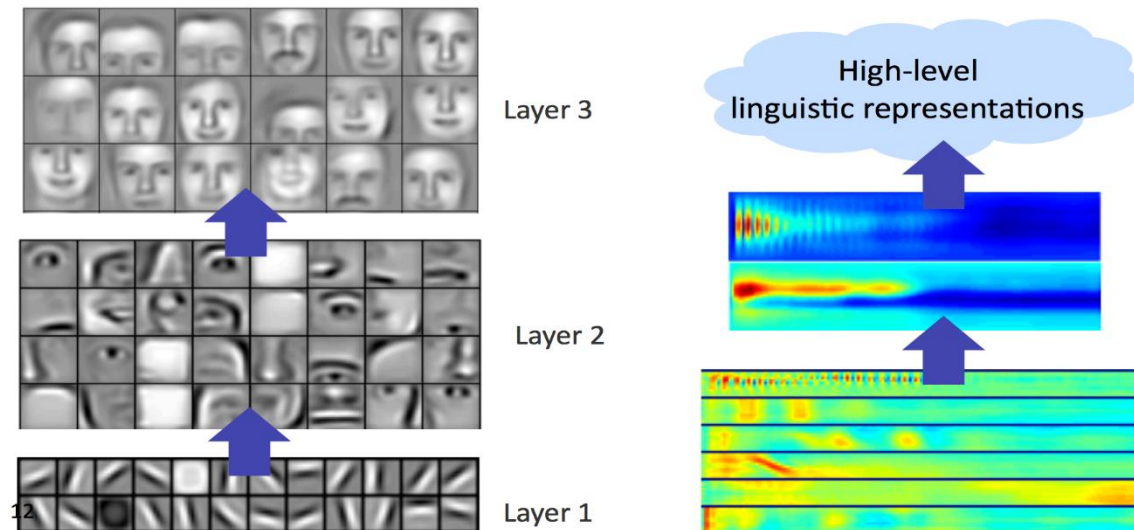 Layer 3
Layer 2
Layer 1
12
High-level
linguistic representations